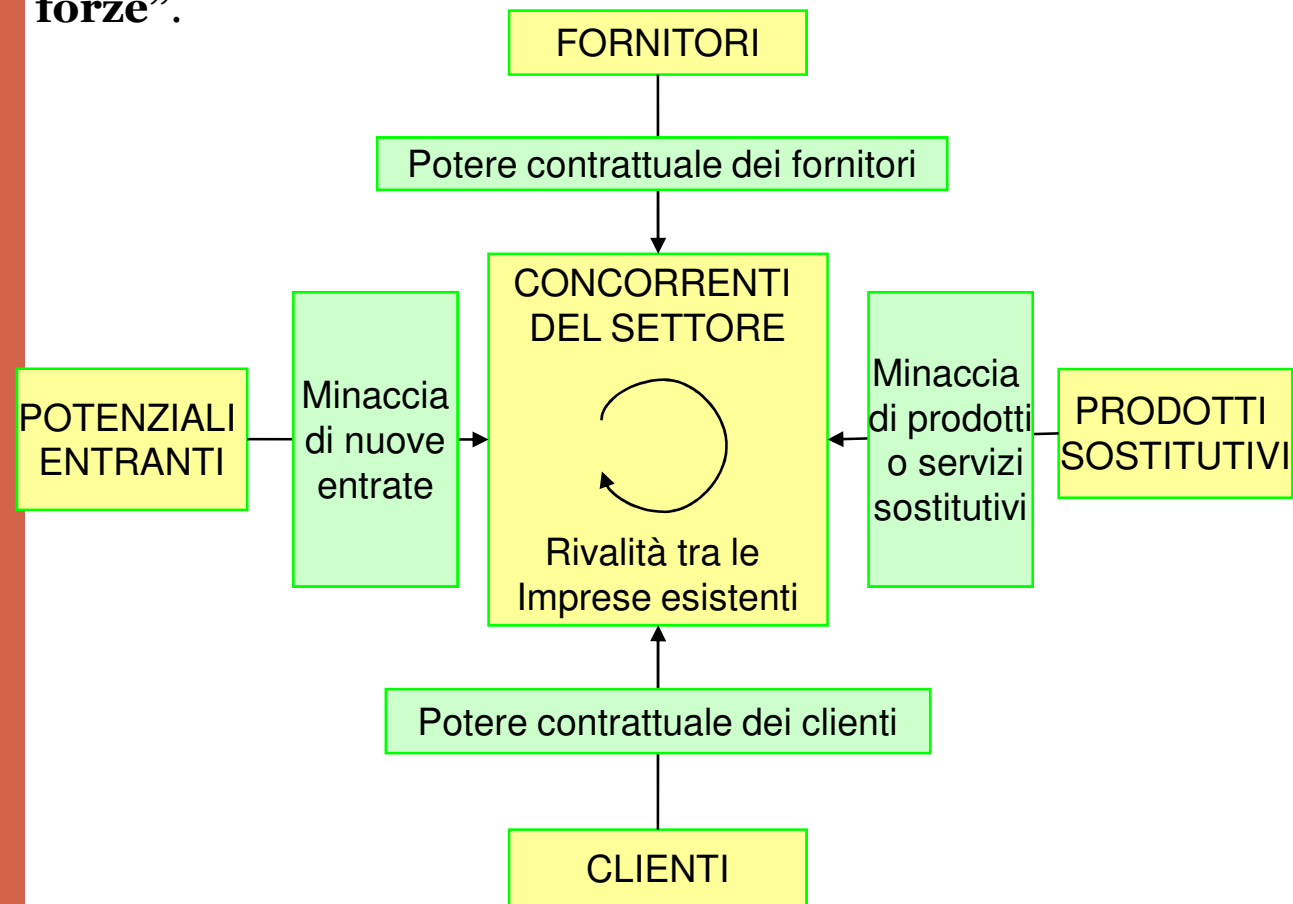 forze”.
FORNITORI
Potere contrattuale dei fornitori
CONCORRENTI
DEL SETTORE
Rivalità tra le
Imprese esistenti
POTENZIALI
ENTRANTI
Minaccia
di nuove
entrate
Minaccia
di prodotti
o servizi
sostitutivi
PRODOTTI
SOSTITUTIVI
Potere contrattuale dei clienti
CLIENTI